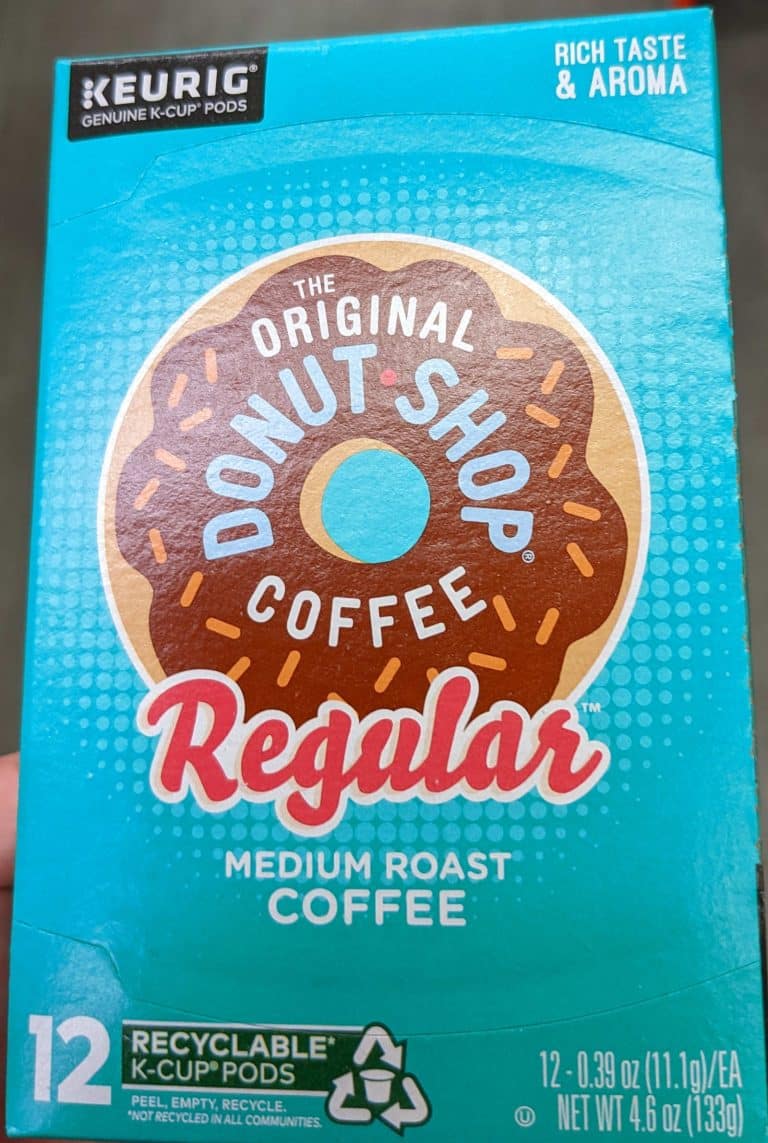 KEURIG®
GENUINE K-CUP® PODS
RICH TASTE
& AROMA
THE
ORIGINAL
DONUT·SHOP®
COFFEE
Regular™
MEDIUM ROAST
COFFEE
12
RECYCLABLE*
K-CUP® PODS
PEEL, EMPTY, RECYCLE.
*NOT RECYCLED IN ALL COMMUNITIES.
12 - 0.39 oz (11.1g)/EA
U NET WT 4.6 oz (133g)